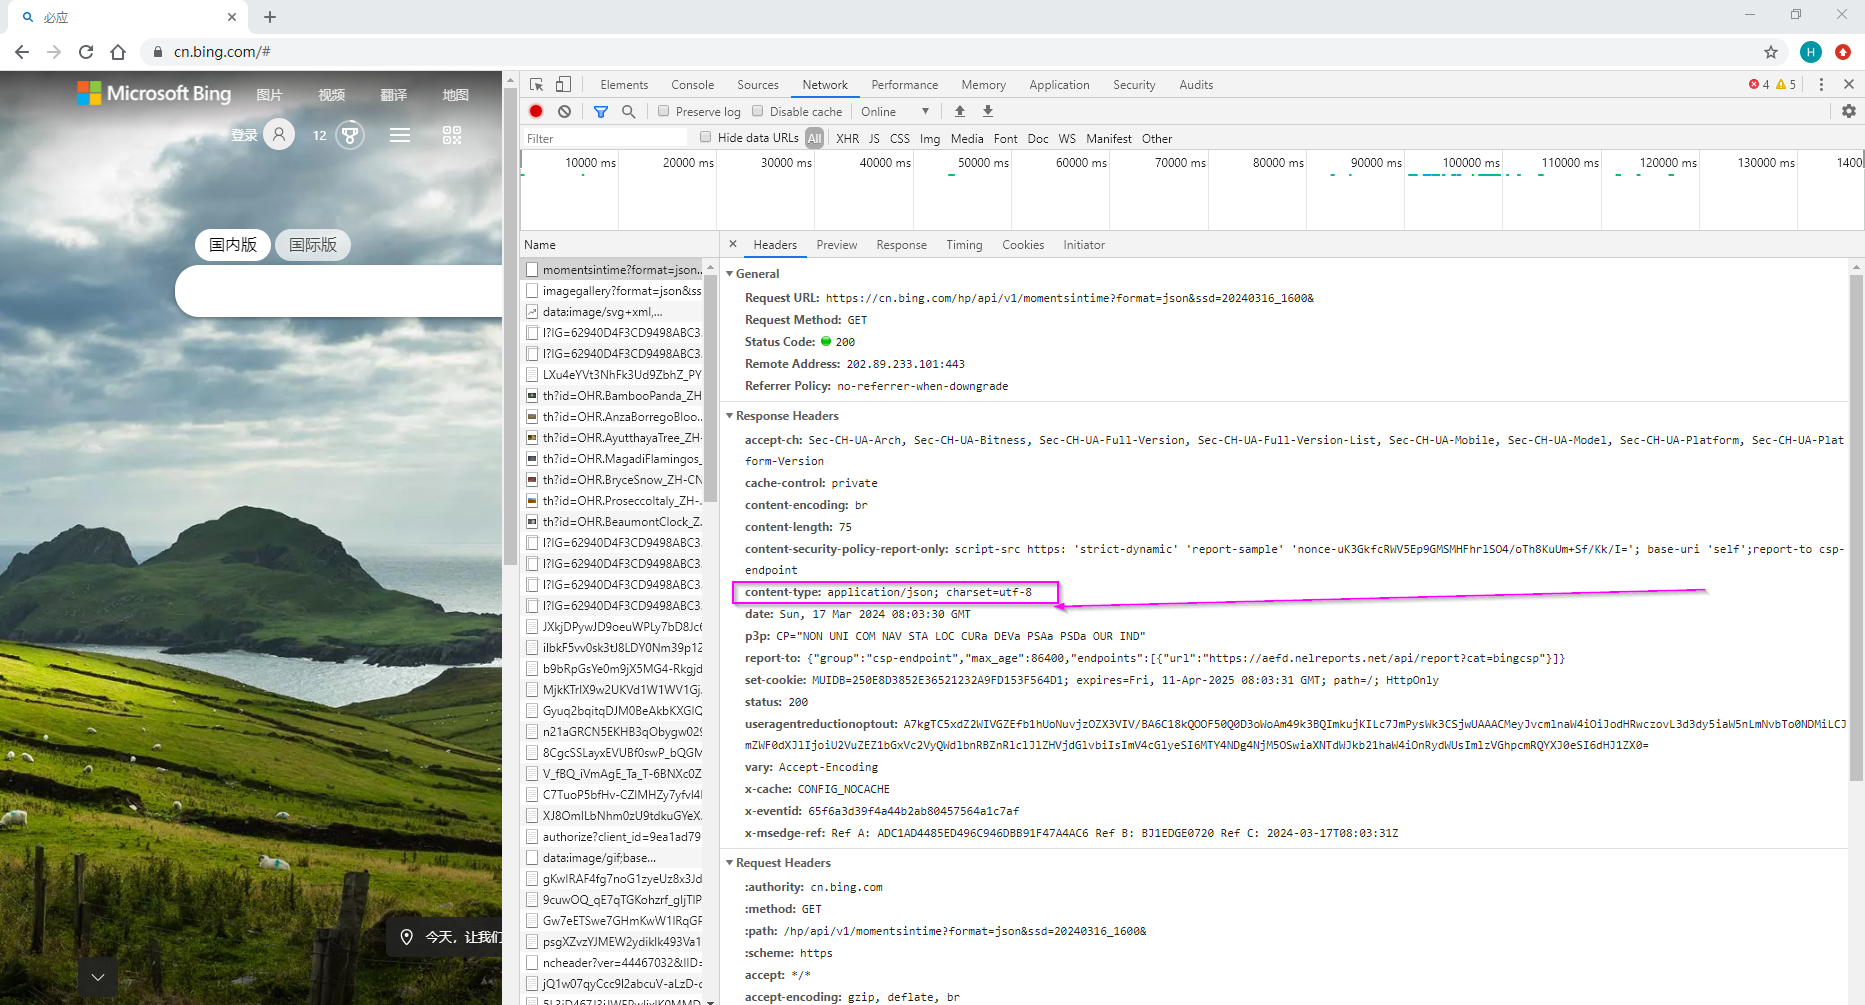 必应
cn.bing.com/#
H
Microsoft Bing
图片
视频
翻译
地图
登录
12
国内版
国际版
今天，让我们
Elements
Console
Sources
Network
Performance
Memory
Application
Security
Audits
4
5
Preserve log
Disable cache
Online
Filter
Hide data URLs
All
XHR
JS
CSS
Img
Media
Font
Doc
WS
Manifest
Other
10000 ms
20000 ms
30000 ms
40000 ms
50000 ms
60000 ms
70000 ms
80000 ms
90000 ms
100000 ms
110000 ms
120000 ms
130000 ms
1400
Name
momentsintime?format=json...
imagegallery?format=json&ss
data:image/svg+xml,...
l?IG=62940D4F3CD9498ABC3.
l?IG=62940D4F3CD9498ABC3.
LXu4eYVt3NhFk3Ud9ZbhZ_PY
th?id=OHR.BambooPanda_ZH
th?id=OHR.AnzaBorregoBloo...
th?id=OHR.AyutthayaTree_ZH-
th?id=OHR.MagadiFlamingos_
th?id=OHR.BryceSnow_ZH-CN
th?id=OHR.ProseccoItaly_ZH-.
th?id=OHR.BeaumontClock_Z.
l?IG=62940D4F3CD9498ABC3.
l?IG=62940D4F3CD9498ABC3.
l?IG=62940D4F3CD9498ABC3.
l?IG=62940D4F3CD9498ABC3.
JXkjDPywJD9oeuWPLy7bD8Jc6
ilbkF5vv0sk3tJ8LDY0Nm39p12
b9bRpGsYe0m9jX5MG4-Rkgjd
MjkKTrIX9w2UKVd1W1WV1Gj.
Gyuq2bqitqDJM0BeAkbKXGlQ
n21aGRCN5EKHB3qObygw029
8CgcSSLayxEVUBf0swP_bQGM
V_fBQ_iVmAgE_Ta_T-6BNXc0Z
C7TuoP5bfHv-CZlMHZy7yfvl4l
XJ8OmILbNhm0zU9tdkuGYeX.
authorize?client_id=9ea1ad79
data:image/gif;base...
gKwIRAF4fg7noG1zyeUz8x3Jd
9cuwOQ_qE7qTGKohzrf_gIjTlP
Gw7eETSwe7GHmKwW1lRqGF
psgXZvzYJMEW2ydiklk493Va1
ncheader?ver=44467032&IID=
jQ1w07qyCcc9l2abcuV-aLzD-c
Headers
Preview
Response
Timing
Cookies
Initiator
General
Request URL: https://cn.bing.com/hp/api/v1/momentsintime?format=json&ssd=20240316_1600&
Request Method: GET
Status Code: 200
Remote Address: 202.89.233.101:443
Referrer Policy: no-referrer-when-downgrade
Response Headers
accept-ch: Sec-CH-UA-Arch, Sec-CH-UA-Bitness, Sec-CH-UA-Full-Version, Sec-CH-UA-Full-Version-List, Sec-CH-UA-Mobile, Sec-CH-UA-Model, Sec-CH-UA-Platform, Sec-CH-UA-Plat
form-Version
cache-control: private
content-encoding: br
content-length: 75
content-security-policy-report-only: script-src https: 'strict-dynamic' 'report-sample' 'nonce-uK3GkfcRWV5Ep9GMSMHFhrlSO4/oTh8KuUm+Sf/Kk/I='; base-uri 'self';report-to csp-
endpoint
content-type: application/json; charset=utf-8
date: Sun, 17 Mar 2024 08:03:30 GMT
p3p: CP="NON UNI COM NAV STA LOC CURa DEVa PSAa PSDa OUR IND"
report-to: {"group":"csp-endpoint","max_age":86400,"endpoints":[{"url":"https://aefd.nelreports.net/api/report?cat=bingcsp"}]}
set-cookie: MUIDB=250E8D3852E36521232A9FD153F564D1; expires=Fri, 11-Apr-2025 08:03:31 GMT; path=/; HttpOnly
status: 200
useragentreductionoptout: A7kgTC5xdZ2WIVGZEfb1hUoNuvjzOZX3VIV/BA6C18kQOOF50Q0D3oWoAm49k3BQImkujKILc7JmPysWk3CSjwUAAACMeyJvcmlnaW4iOiJodHRwczovL3d3dy5iaW5nLmNvbTo0NDMiLCJ
mZWF0dXJlIjoiU2VuZEZ1bGxVc2VyQWdlbnRBZnRlclJlZHVjdGlvbiIsImV4cGlyeSI6MTY4NDg4NjM5OSwiaXNTdWJkb21haW4iOnRydWUsImlzVGhpcmRQYXJ0eSI6dHJ1ZX0=
vary: Accept-Encoding
x-cache: CONFIG_NOCACHE
x-eventid: 65f6a3d39f4a44b2ab80457564a1c7af
x-msedge-ref: Ref A: ADC1AD4485ED496C946DBB91F47A4AC6 Ref B: BJ1EDGE0720 Ref C: 2024-03-17T08:03:31Z
Request Headers
:authority: cn.bing.com
:method: GET
:path: /hp/api/v1/momentsintime?format=json&ssd=20240316_1600&
:scheme: https
accept: */*
accept-encoding: gzip, deflate, br